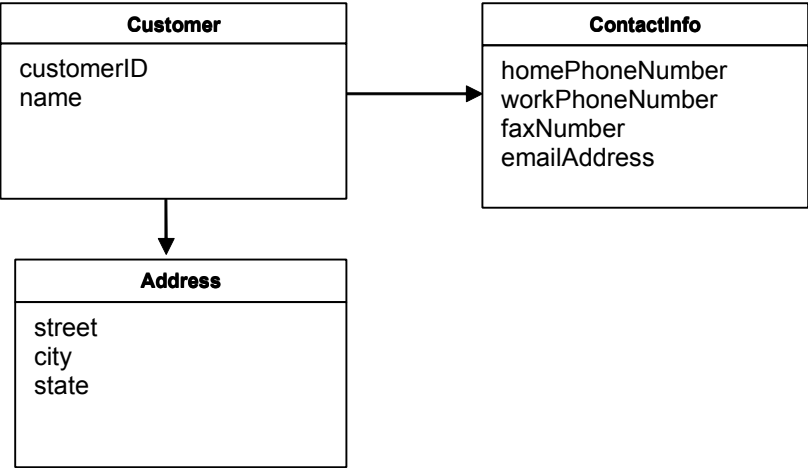 Customer
customerID
name
ContactInfo
homePhoneNumber
workPhoneNumber
faxNumber
emailAddress
Address
street
city
state